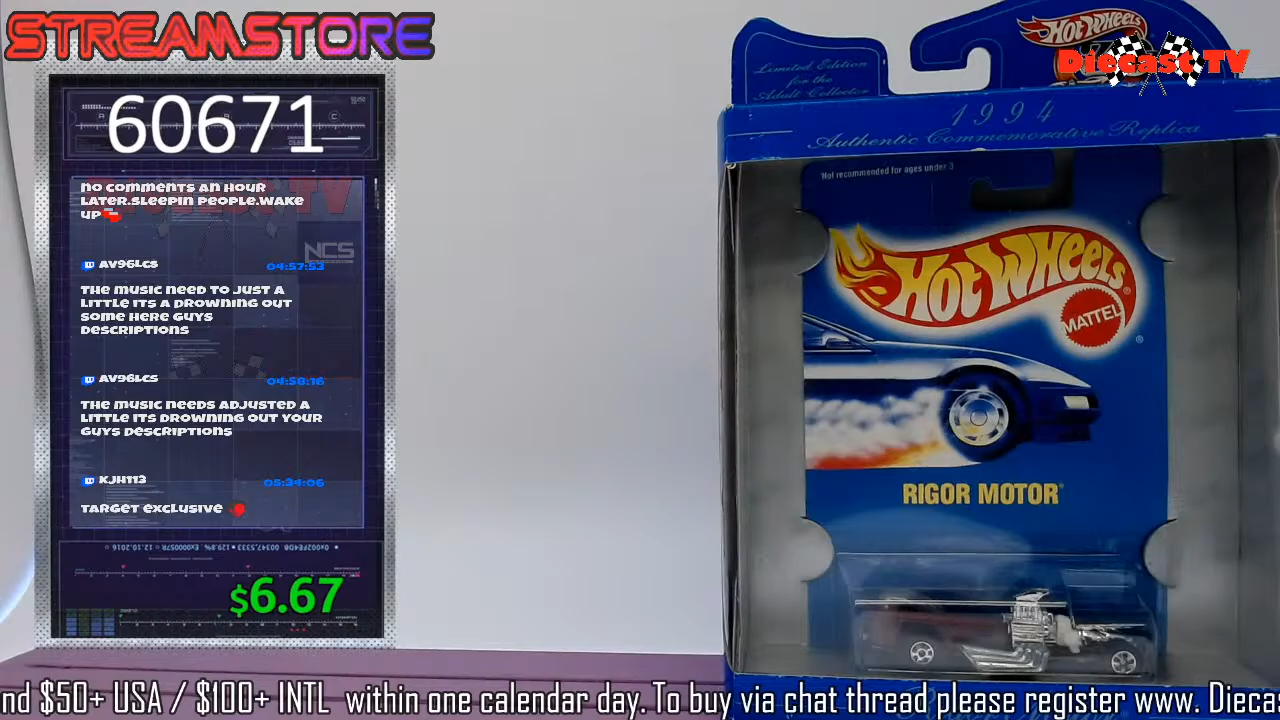 STREAMSTORE
60671
NO COMMENTS AN HOUR
LATER.SLEEPIN PEOPLE.WAKE
UP
NCS
AV96LCS
04:57:53
THE MUSIC NEED TO JUST A
LITTLE ITS A DROWNING OUT
SOME HERE GUYS
DESCRIPTIONS
AV96LCS
04:58:16
THE MUSIC NEEDS ADJUSTED A
LITTLE ITS DROWNING OUT YOUR
GUYS DESCRIPTIONS
KJH113
05:34:06
TARGET EXCLUSIVE
$6.67
Limited Edition
for the
Adult Collector
Hot Wheels
Diecast TV
1994
Authentic Commemorative Replica
Not recommended for ages under 3
Hot Wheels
MATTEL
RIGOR MOTOR
nd $50+ USA / $100+ INTL within one calendar day. To buy via chat thread please register www. Dieca